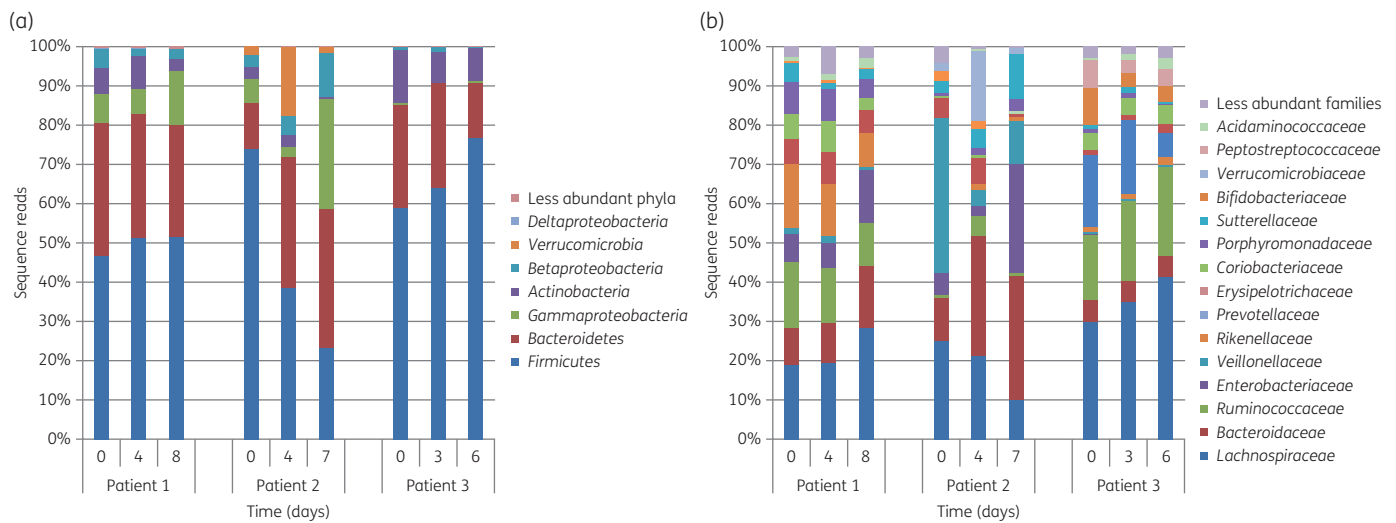 (a)
100%
90%
80%
70%
60%
50%
40%
30%
20%
10%
0%
Sequence reads
0 4 8 0 4 7 0 3 6
Patient 1 Patient 2 Patient 3
Time (days)
Less abundant phyla
Deltaproteobacteria
Verrucomicrobia
Betaproteobacteria
Actinobacteria
Gammaproteobacteria
Bacteroidetes
Firmicutes
(b)
100%
90%
80%
70%
60%
50%
40%
30%
20%
10%
0%
Sequence reads
0 4 8 0 4 7 0 3 6
Patient 1 Patient 2 Patient 3
Time (days)
Less abundant families
Acidaminococcaceae
Peptostreptococcaceae
Verrucomicrobiaceae
Bifidobacteriaceae
Sutterellaceae
Porphyromonadaceae
Coriobacteriaceae
Erysipelotrichaceae
Prevotellaceae
Rikenellaceae
Veillonellaceae
Enterobacteriaceae
Ruminococcaceae
Bacteroidaceae
Lachnospiraceae